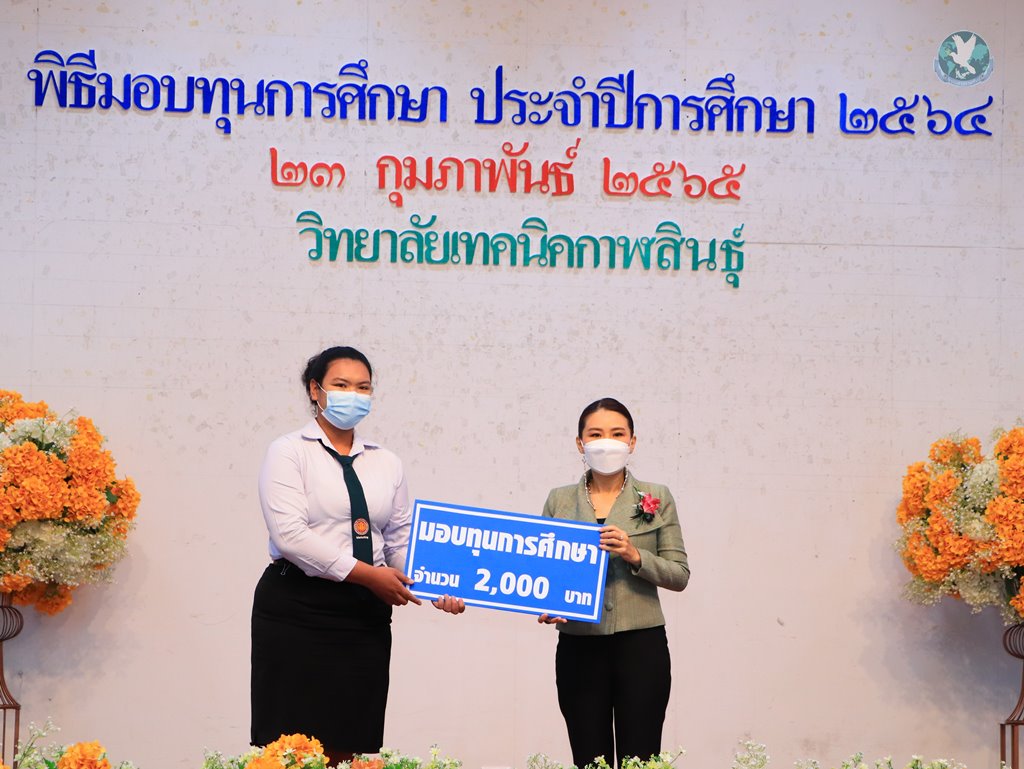 พิธีมอบทุนการศึกษา ประจำปีการศึกษา ๒๕๖๔
๒๓ กุมภาพันธ์ ๒๕๖๕
วิทยาลัยเทคนิคกาฬสินธุ์
มอบทุนการศึกษา
จำนวน 2,000 บาท